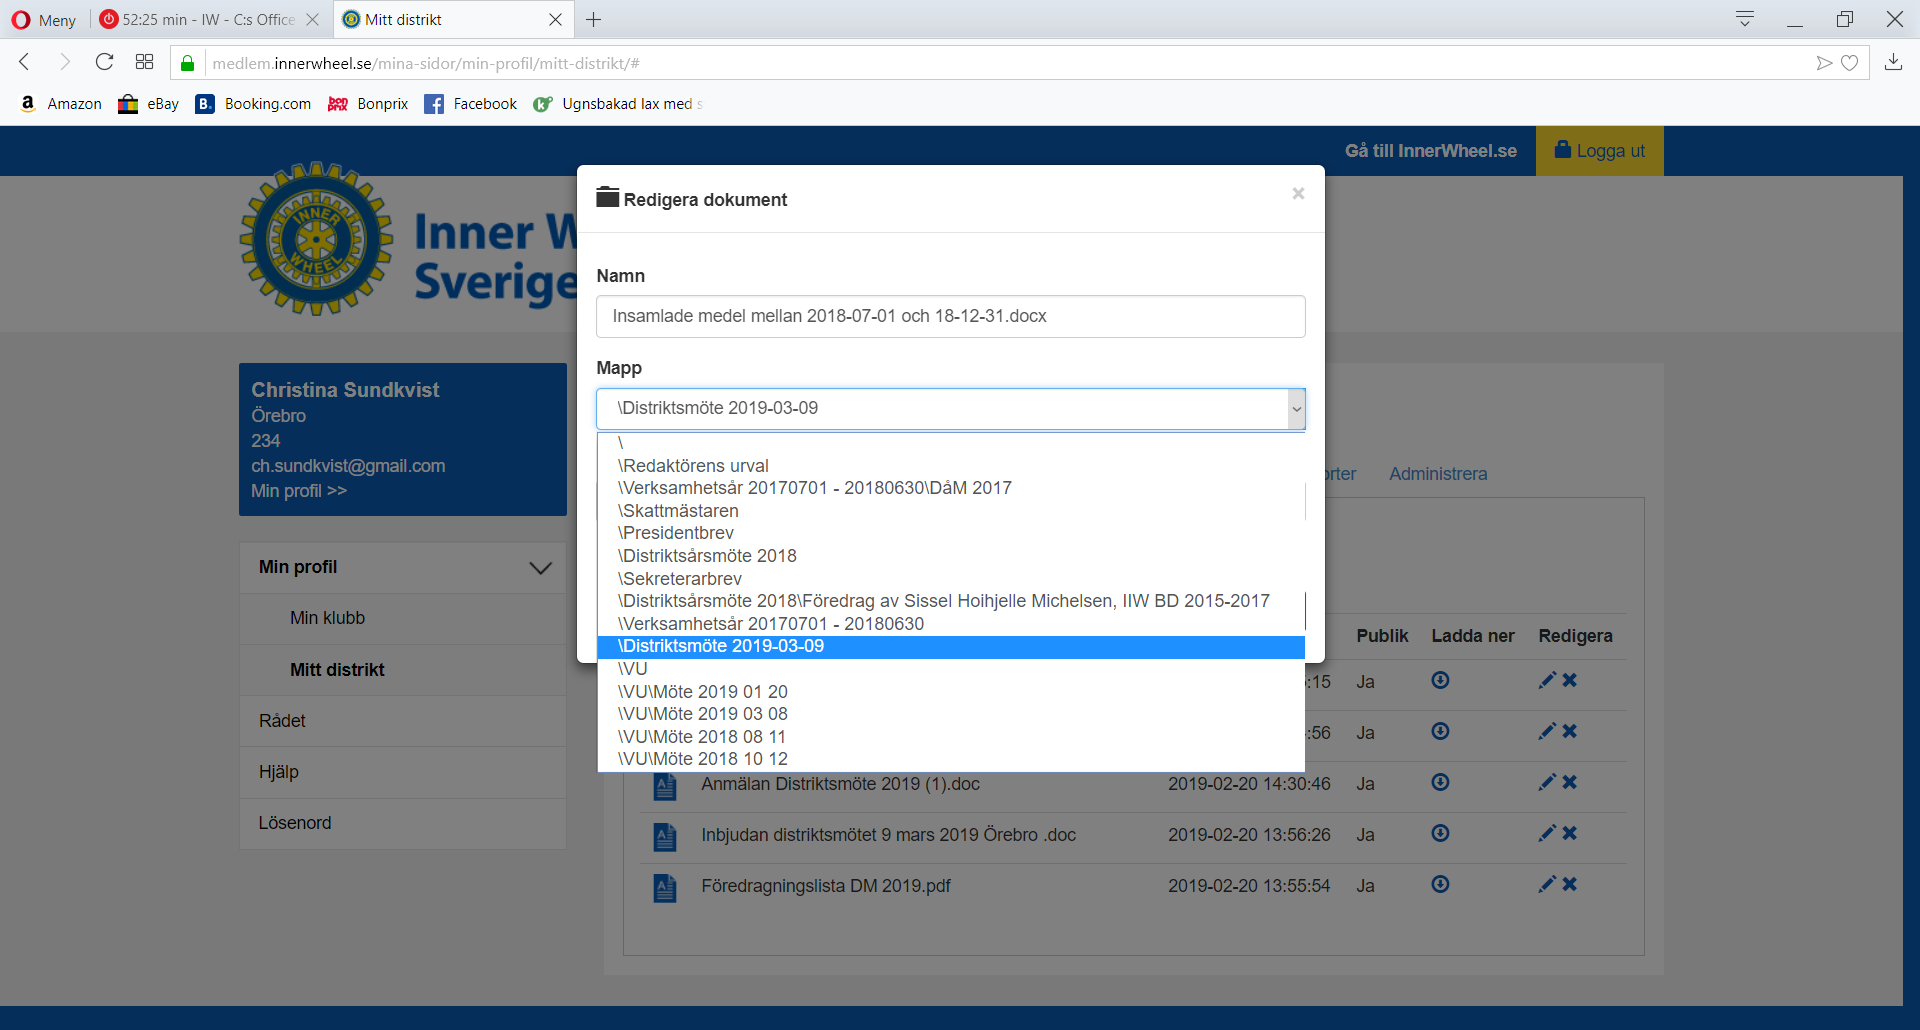 Meny
52:25 min - IW - C:s Office
Mitt distrikt
medlem.innerwheel.se/mina-sidor/min-profil/mitt-distrikt/#
Amazon
eBay
Booking.com
Bonprix
Facebook
Ugnsbakad lax med s
Gå till InnerWheel.se
Logga ut
INNER
WHEEL
Inner W
Sverige
Redigera dokument
×
Namn
Insamlade medel mellan 2018-07-01 och 18-12-31.docx
Mapp
\Distriktsmöte 2019-03-09
\
\Redaktörens urval
\Verksamhetsår 20170701 - 20180630\DåM 2017
\Skattmästaren
\Presidentbrev
\Distriktsårsmöte 2018
\Sekreterarbrev
\Distriktsårsmöte 2018\Föredrag av Sissel Hoihjelle Michelsen, IIW BD 2015-2017
\Verksamhetsår 20170701 - 20180630
\Distriktsmöte 2019-03-09
\VU
\VU\Möte 2019 01 20
\VU\Möte 2019 03 08
\VU\Möte 2018 08 11
\VU\Möte 2018 10 12
Christina Sundkvist
Örebro
234
ch.sundkvist@gmail.com
Min profil >>
Min profil
Min klubb
Mitt distrikt
Rådet
Hjälp
Lösenord
orter
Administrera
Publik Ladda ner Redigera
:15 Ja
:56 Ja
Anmälan Distriktsmöte 2019 (1).doc 2019-02-20 14:30:46 Ja
Inbjudan distriktsmötet 9 mars 2019 Örebro .doc 2019-02-20 13:56:26 Ja
Föredragningslista DM 2019.pdf 2019-02-20 13:55:54 Ja